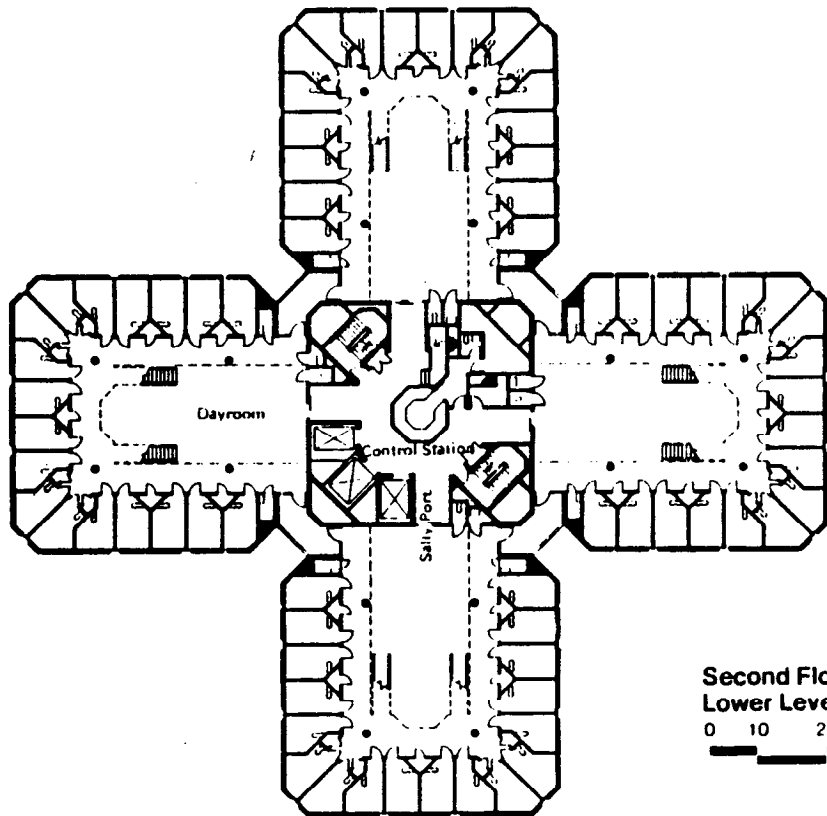 Dayroom
Control Station
Sally Port
Second Flo
Lower Leve
0 10 2